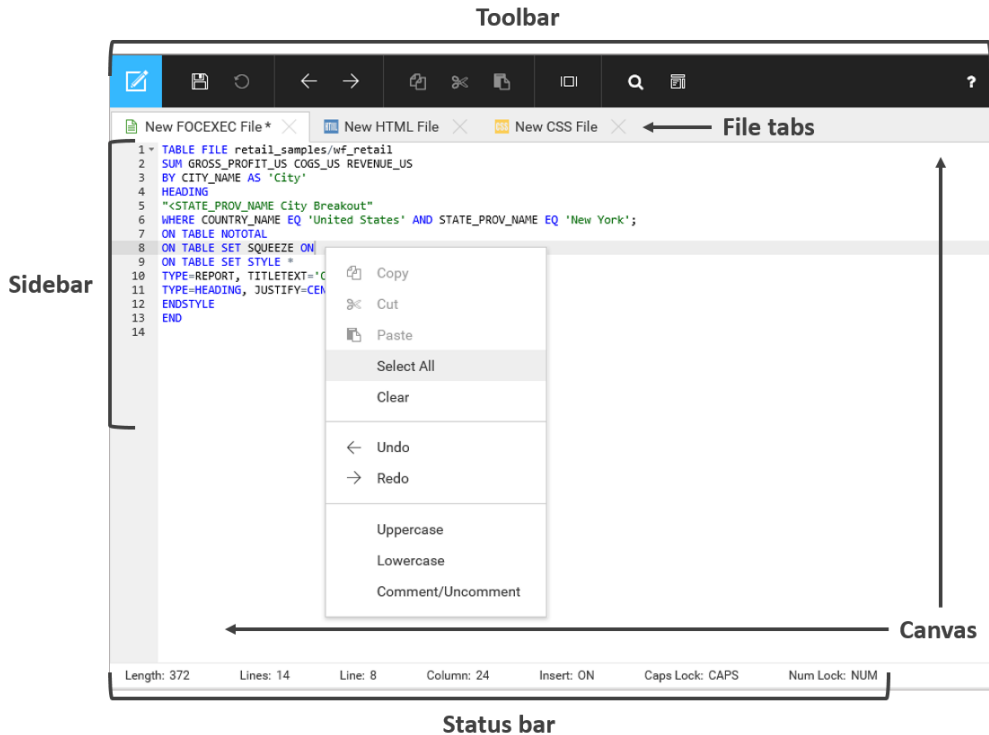 Toolbar
?
New FOCEXEC File *
New HTML File
New CSS File
File tabs
Sidebar
1 TABLE FILE retail_samples/wf_retail
2 SUM GROSS_PROFIT_US COGS_US REVENUE_US
3 BY CITY_NAME AS 'City'
4 HEADING
5 "<STATE_PROV_NAME City Breakout"
6 WHERE COUNTRY_NAME EQ 'United States' AND STATE_PROV_NAME EQ 'New York';
7 ON TABLE NOTOTAL
8 ON TABLE SET SQUEEZE ON
9 ON TABLE SET STYLE *
10 TYPE=REPORT, TITLETEXT='
11 TYPE=HEADING, JUSTIFY=CEN
12 ENDSTYLE
13 END
14
Copy
Cut
Paste
Select All
Clear
Undo
Redo
Uppercase
Lowercase
Comment/Uncomment
Canvas
Length: 372 Lines: 14 Line: 8 Column: 24 Insert: ON Caps Lock: CAPS Num Lock: NUM
Status bar